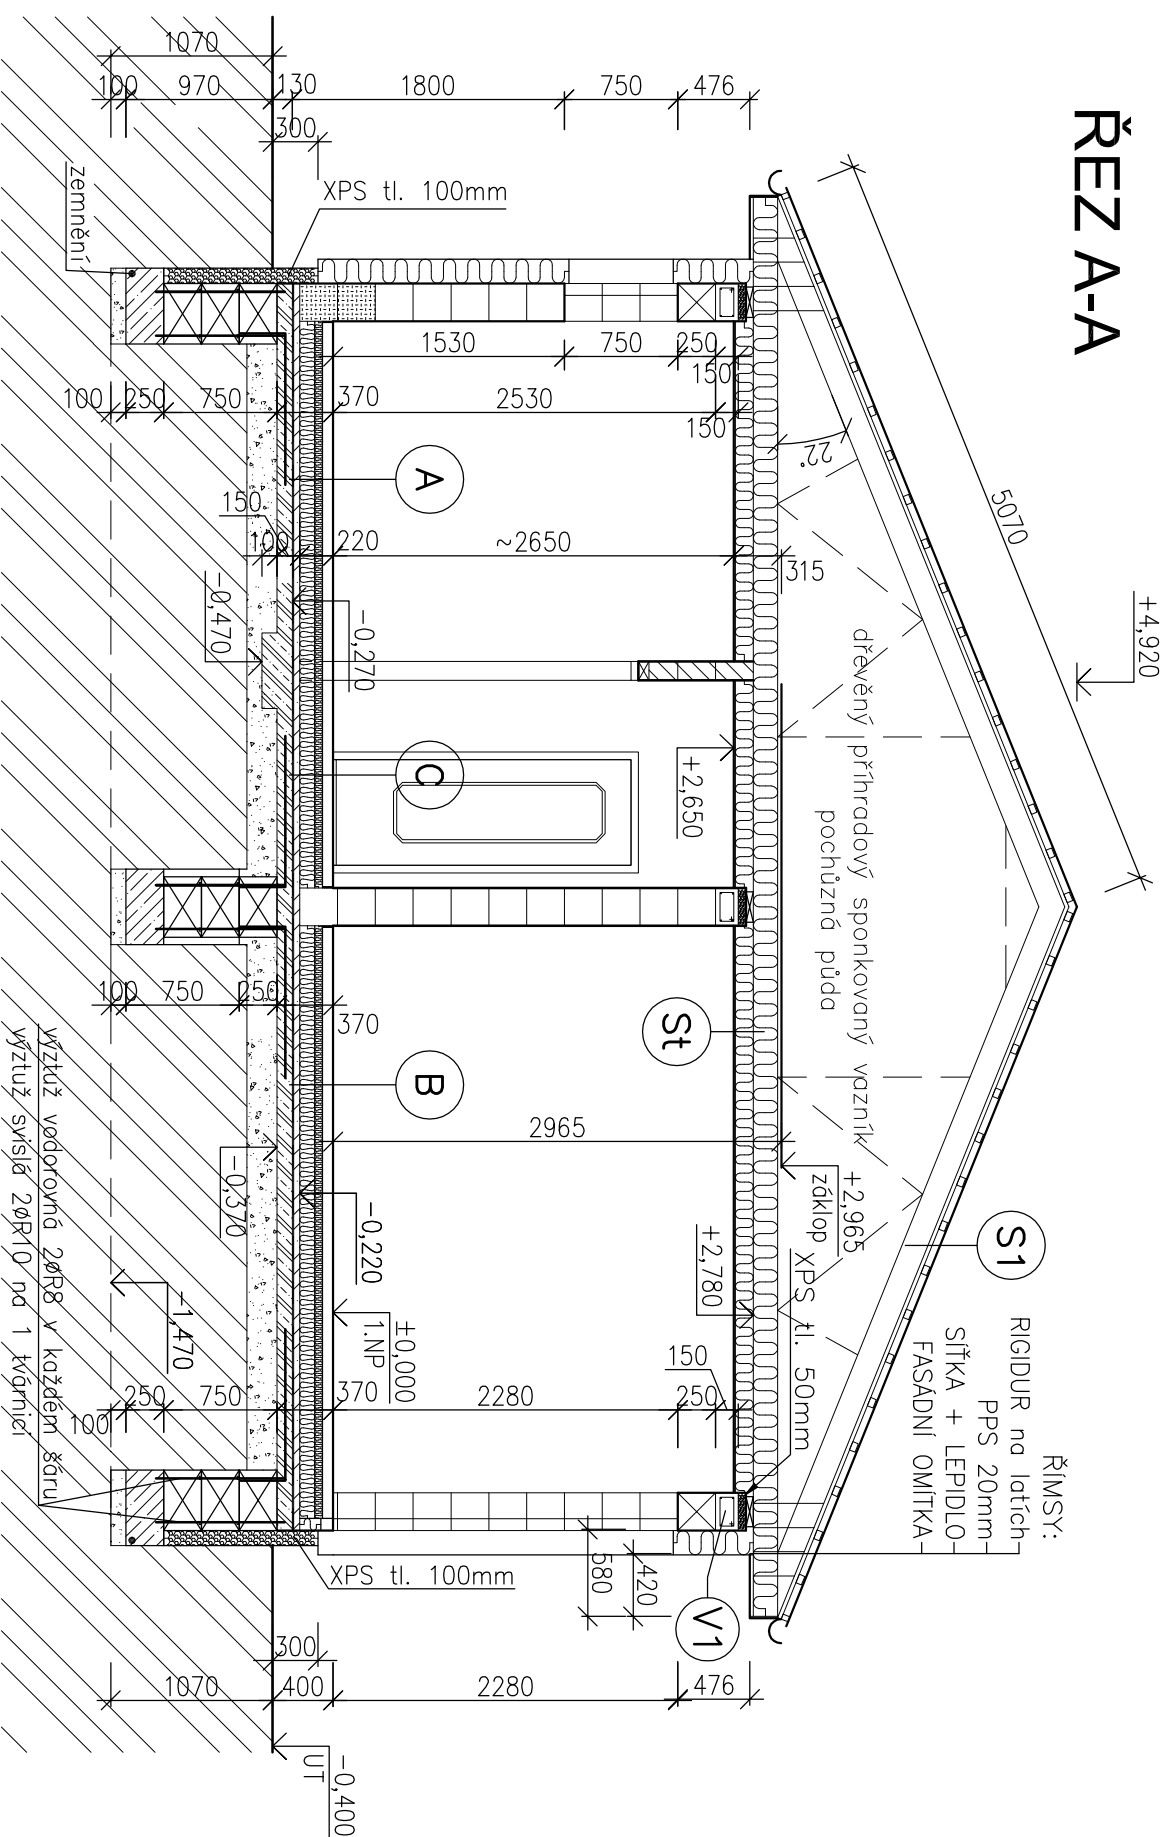 ŘEZ A-A
+4,920
5070
22°
dřevěný příhradový sponkovaný vazník
pochůzná půda
S1
ŘÍMSY:
RIGIDUR na latích
PPS 20mm
SÍŤKA + LEPIDLO
FASÁDNÍ OMÍTKA
+2,965
záklop
XPS tl. 50mm
+2,780
+2,650
St
V1
315
~2650
220
2965
476
750
1800
130
970
100
1070
300
XPS tl. 100mm
zemnění
1530
750
250
150
370
2530
150
100
250
750
A
150
100
-0,470
-0,270
C
100
750
250
370
B
-0,370
-0,220
±0,000
1.NP
-1,470
150
250
2280
370
750
250
100
580
420
XPS tl. 100mm
výztuž vodorovná 2øR8 v každém šáru
výztuž svislá 2øR10 na 1 tvárnici
476
2280
400
300
1070
-0,400
UT